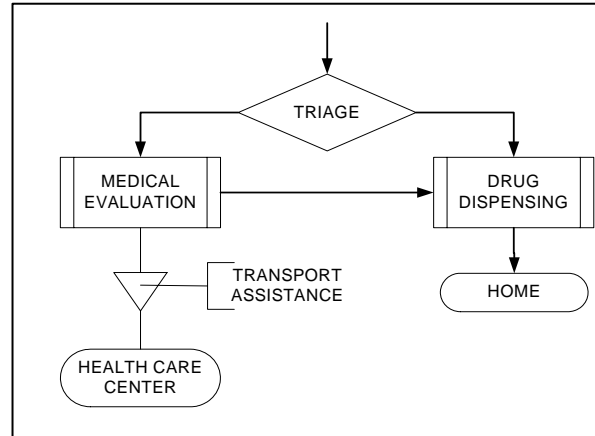 TRIAGE
MEDICAL
EVALUATION
DRUG
DISPENSING
TRANSPORT
ASSISTANCE
HOME
HEALTH CARE
CENTER